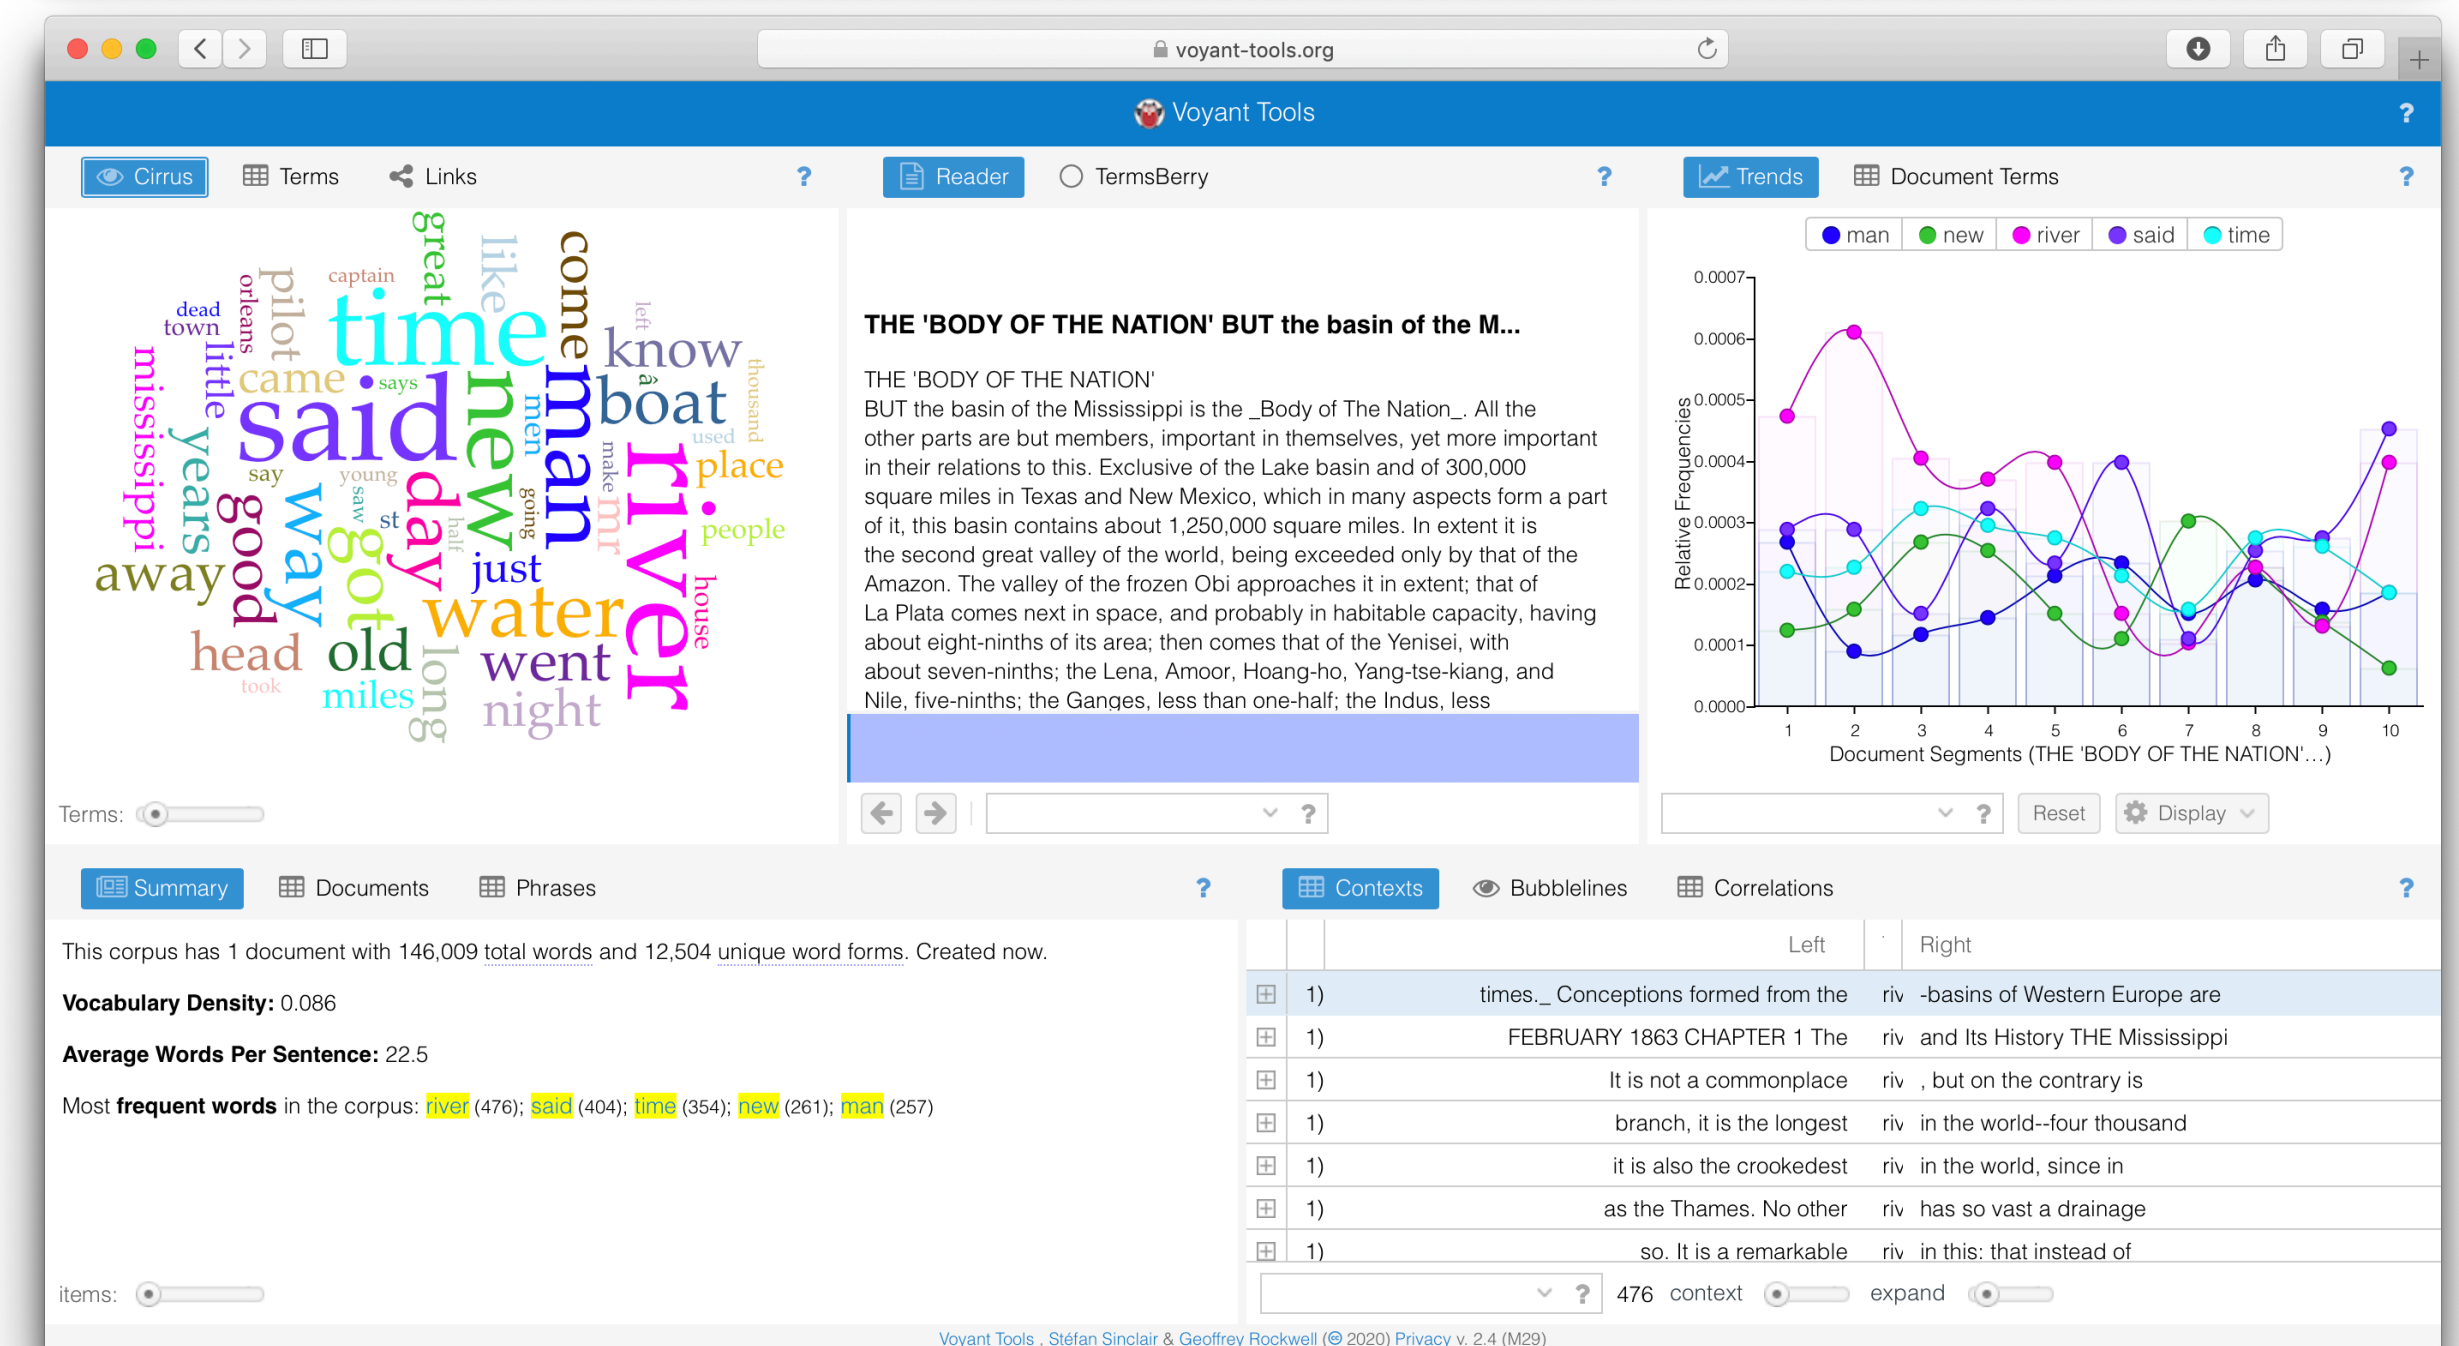 voyant-tools.org
Voyant Tools
?
Cirrus Terms Links ?
great
like
come
captain
pilot
orleans
dead
town
time
left
know
mississippi
little
came
says
new
man
â
boat
thousand
said
men
used
years
say
young
make
river
place
good
way
saw
st
got
day
half
going
mr
people
away
just
house
water
head
old
long
went
took
miles
night
Terms:
Reader TermsBerry ?
THE 'BODY OF THE NATION' BUT the basin of the M...
THE 'BODY OF THE NATION'
BUT the basin of the Mississippi is the _Body of The Nation_. All the
other parts are but members, important in themselves, yet more important
in their relations to this. Exclusive of the Lake basin and of 300,000
square miles in Texas and New Mexico, which in many aspects form a part
of it, this basin contains about 1,250,000 square miles. In extent it is
the second great valley of the world, being exceeded only by that of the
Amazon. The valley of the frozen Obi approaches it in extent; that of
La Plata comes next in space, and probably in habitable capacity, having
about eight-ninths of its area; then comes that of the Yenisei, with
about seven-ninths; the Lena, Amoor, Hoang-ho, Yang-tse-kiang, and
Nile, five-ninths; the Ganges, less than one-half; the Indus, less
?
Trends Document Terms ?
man new river said time
Relative Frequencies
0.0007
0.0006
0.0005
0.0004
0.0003
0.0002
0.0001
0.0000
1 2 3 4 5 6 7 8 9 10
Document Segments (THE 'BODY OF THE NATION'...)
? Reset Display
Summary Documents Phrases ?
This corpus has 1 document with 146,009 total words and 12,504 unique word forms. Created now.
Vocabulary Density: 0.086
Average Words Per Sentence: 22.5
Most frequent words in the corpus: river (476); said (404); time (354); new (261); man (257)
items:
Contexts Bubblelines Correlations ?
Left Right
1) times._ Conceptions formed from the riv -basins of Western Europe are
1) FEBRUARY 1863 CHAPTER 1 The riv and Its History THE Mississippi
1) It is not a commonplace riv , but on the contrary is
1) branch, it is the longest riv in the world--four thousand
1) it is also the crookedest riv in the world, since in
1) as the Thames. No other riv has so vast a drainage
1) so. It is a remarkable riv in this: that instead of
? 476 context expand
Voyant Tools , Stéfan Sinclair & Geoffrey Rockwell (🅭 2020) Privacy v. 2.4 (M29)